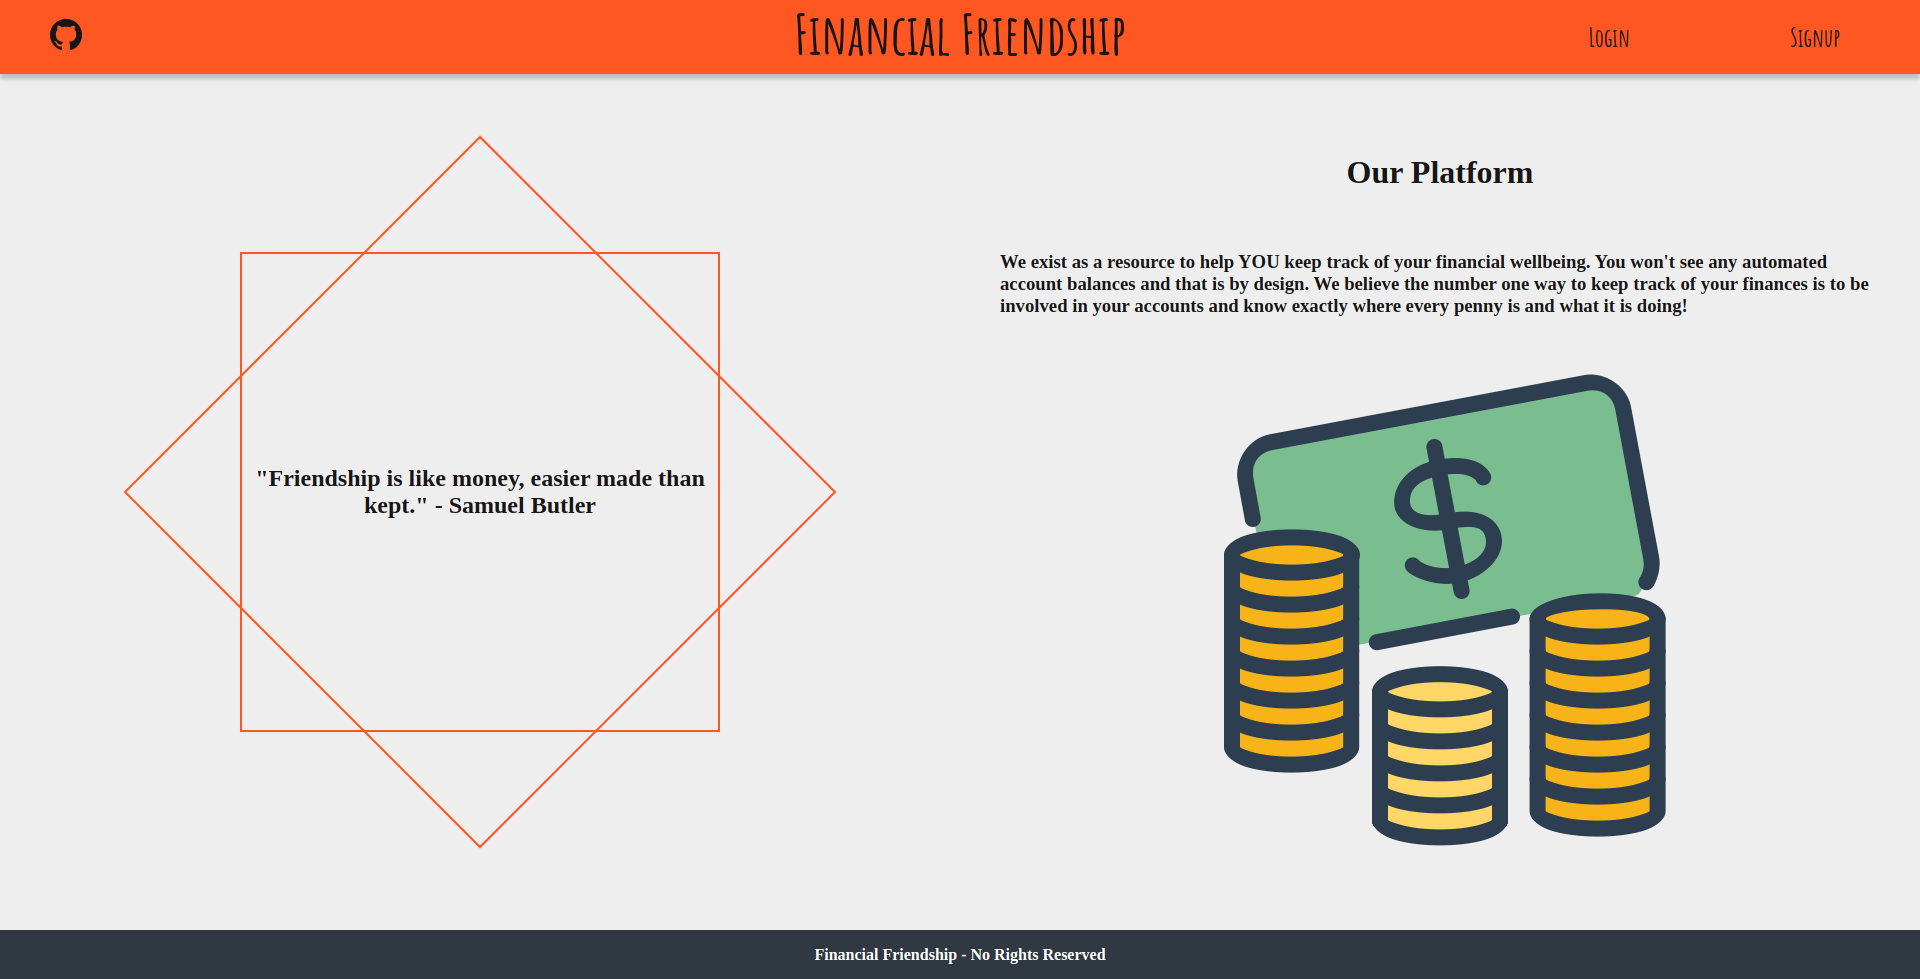 Financial Friendship
Login
Signup
"Friendship is like money, easier made than
kept." - Samuel Butler
Our Platform
We exist as a resource to help YOU keep track of your financial wellbeing. You won't see any automated
account balances and that is by design. We believe the number one way to keep track of your finances is to be
involved in your accounts and know exactly where every penny is and what it is doing!
$
Financial Friendship - No Rights Reserved